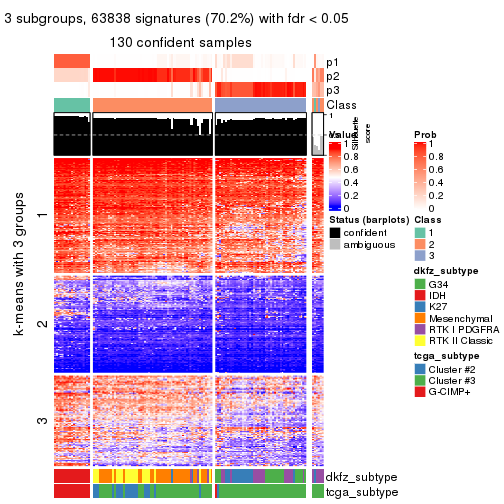 3 subgroups, 63838 signatures (70.2%) with fdr < 0.05
130 confident samples
p1
p2
p3
Class
1
Silhouette
score
k-means with 3 groups
1
2
3
dkfz_subtype
tcga_subtype
Value
1
0.8
0.6
0.4
0.2
0
Prob
1
0.8
0.6
0.4
0.2
0
Status (barplots)
confident
ambiguous
Class
1
2
3
dkfz_subtype
G34
IDH
K27
Mesenchymal
RTK I PDGFRA
RTK II Classic
tcga_subtype
Cluster #2
Cluster #3
G-CIMP+